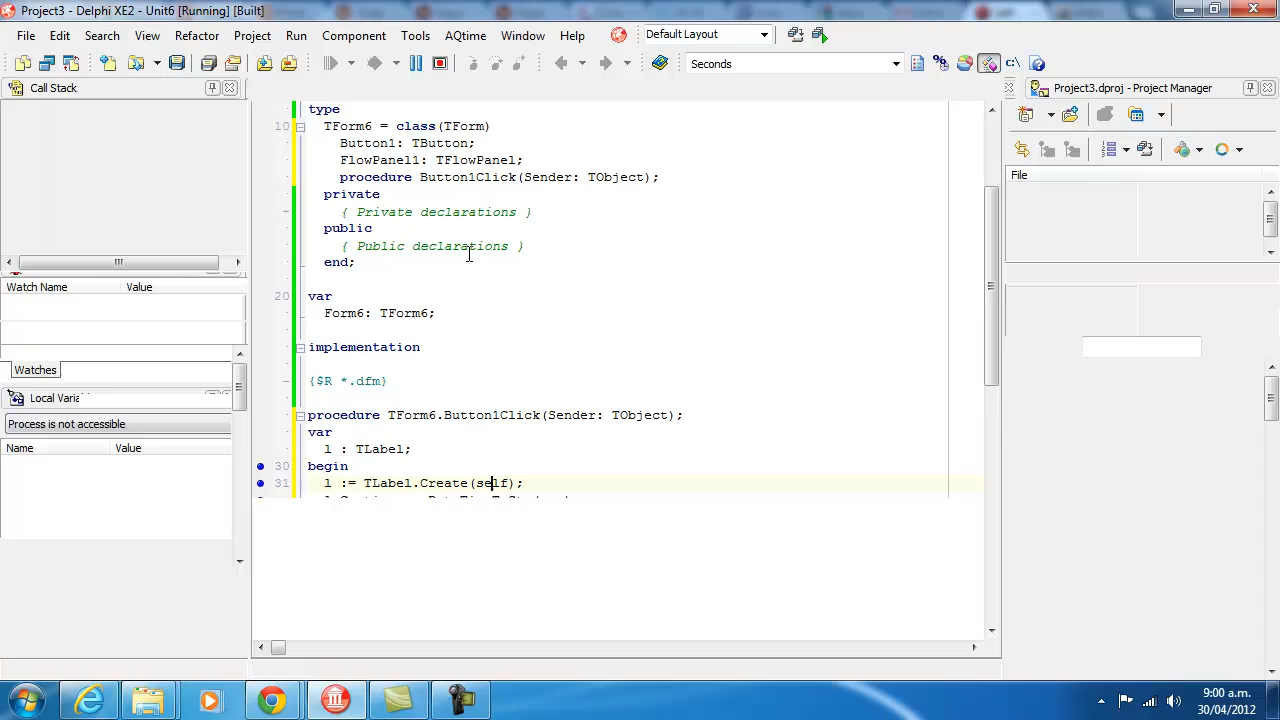 Project3 - Delphi XE2 - Unit6 [Running] [Built]
File Edit Search View Refactor Project Run Component Tools AQtime Window Help Default Layout
Seconds
Call Stack
Project3.dproj - Project Manager
File
Watch Name Value
Watches
Local Varia
Process is not accessible
Name Value
type
10 TForm6 = class(TForm)
Button1: TButton;
FlowPanel1: TFlowPanel;
procedure Button1Click(Sender: TObject);
private
{ Private declarations }
public
{ Public declarations }
end;
20 var
Form6: TForm6;
implementation
{$R *.dfm}
procedure TForm6.Button1Click(Sender: TObject);
var
l : TLabel;
30 begin
31 l := TLabel.Create(self);
9:00 a.m.
30/04/2012